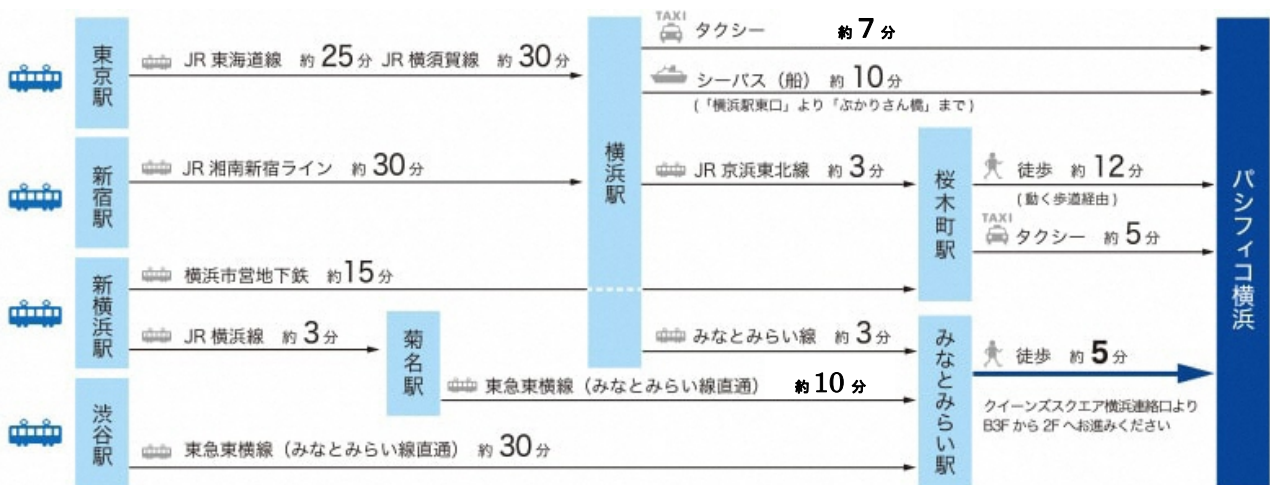 東京駅
JR 東海道線 約 25 分 JR 横須賀線 約 30 分
新宿駅
JR 湘南新宿ライン 約 30 分
新横浜駅
横浜市営地下鉄 約15 分
JR 横浜線 約 3 分
菊名駅
東急東横線（みなとみらい線直通） 約 10 分
渋谷駅
東急東横線（みなとみらい線直通）約 30 分
横浜駅
TAXI
タクシー 約 7 分
シーバス（船） 約 10 分
(「横浜駅東口」より「ぷかりさん橋」まで)
JR 京浜東北線 約 3 分
みなとみらい線 約 3 分
桜木町駅
徒歩 約 12 分
(動く歩道経由)
TAXI
タクシー 約 5 分
みなとみらい駅
徒歩 約 5 分
クイーンズスクエア横浜連絡口より
B3F から 2F へお進みください
パシフィコ横浜